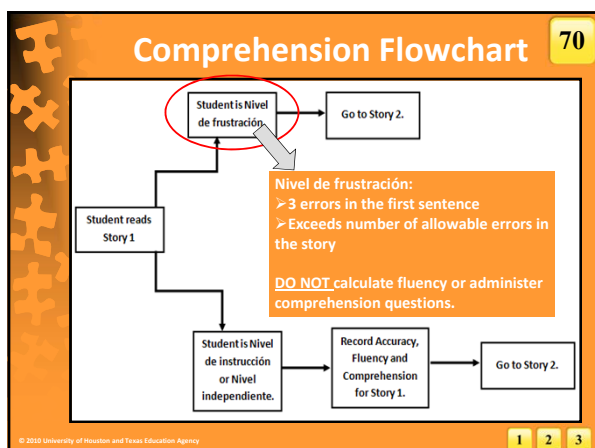 Comprehension Flowchart
70
Student is Nivel
de frustración.
Go to Story 2.
Nivel de frustración:
➢3 errors in the first sentence
➢Exceeds number of allowable errors in
the story
DO NOT calculate fluency or administer
comprehension questions.
Student reads
Story 1
Student is Nivel
de instrucción
or Nivel
independiente.
Record Accuracy,
Fluency and
Comprehension
for Story 1.
Go to Story 2.
© 2010 University of Houston and Texas Education Agency
1 2 3